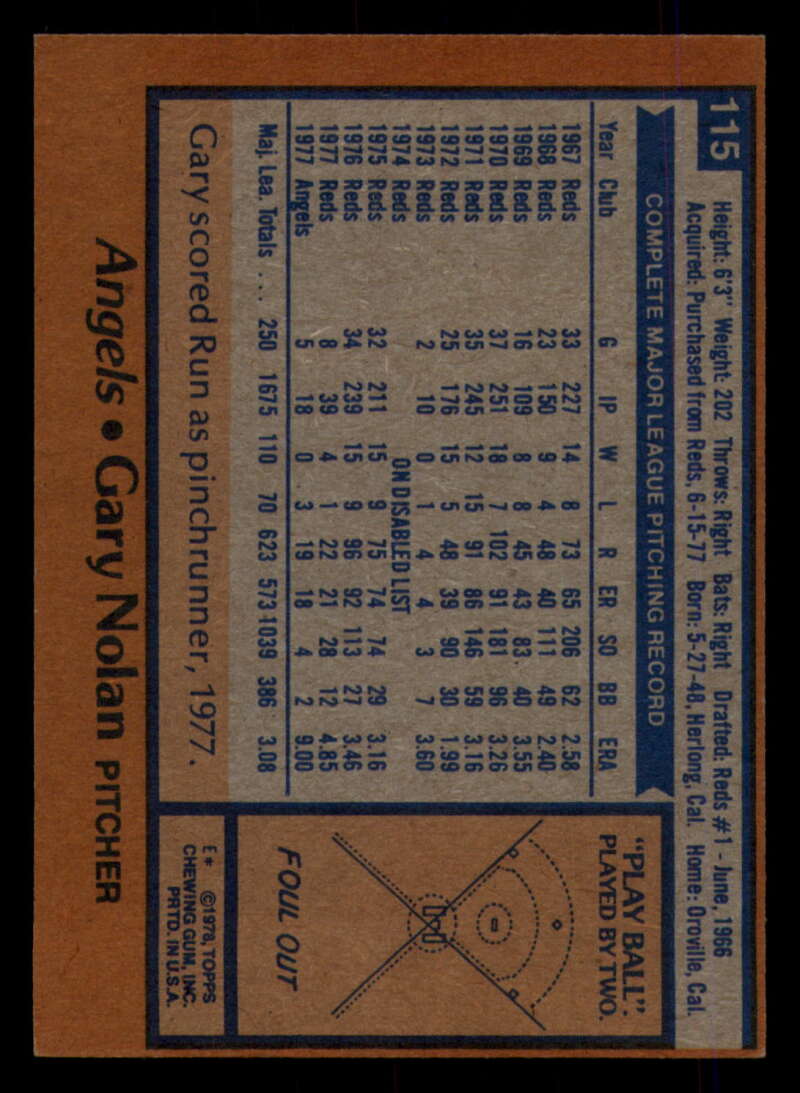 115
Height: 6'3" Weight: 202 Throws: Right Bats: Right Drafted: Reds #1 - June, 1966
Acquired: Purchased from Reds, 6-15-77 Born: 5-27-48, Herlong, Cal. Home: Oroville, Cal.
COMPLETE MAJOR LEAGUE PITCHING RECORD
Year Club G IP W L R ER SO BB ERA
1967 Reds 33 227 14 8 73 65 206 62 2.58
1968 Reds 23 150 9 4 48 40 111 49 2.40
1969 Reds 16 109 8 8 45 43 83 40 3.55
1970 Reds 37 251 18 7 102 91 181 96 3.26
1971 Reds 35 245 12 15 91 86 146 59 3.16
1972 Reds 25 176 15 5 48 39 90 30 1.99
1973 Reds 2 10 0 1 4 4 3 7 3.60
1974 Reds ON DISABLED LIST
1975 Reds 32 211 15 9 75 74 74 29 3.16
1976 Reds 34 239 15 9 96 92 113 27 3.46
1977 Reds 8 39 4 1 22 21 28 12 4.85
1977 Angels 5 18 0 3 19 18 4 2 9.00
Maj. Lea. Totals ... 250 1675 110 70 623 573 1039 386 3.08
Gary scored Run as pinchrunner, 1977.
"PLAY BALL".
PLAYED BY TWO.
FOUL OUT
E* ©1978, TOPPS
CHEWING GUM, INC.
PRTD. IN U.S.A.
Angels • Gary Nolan PITCHER